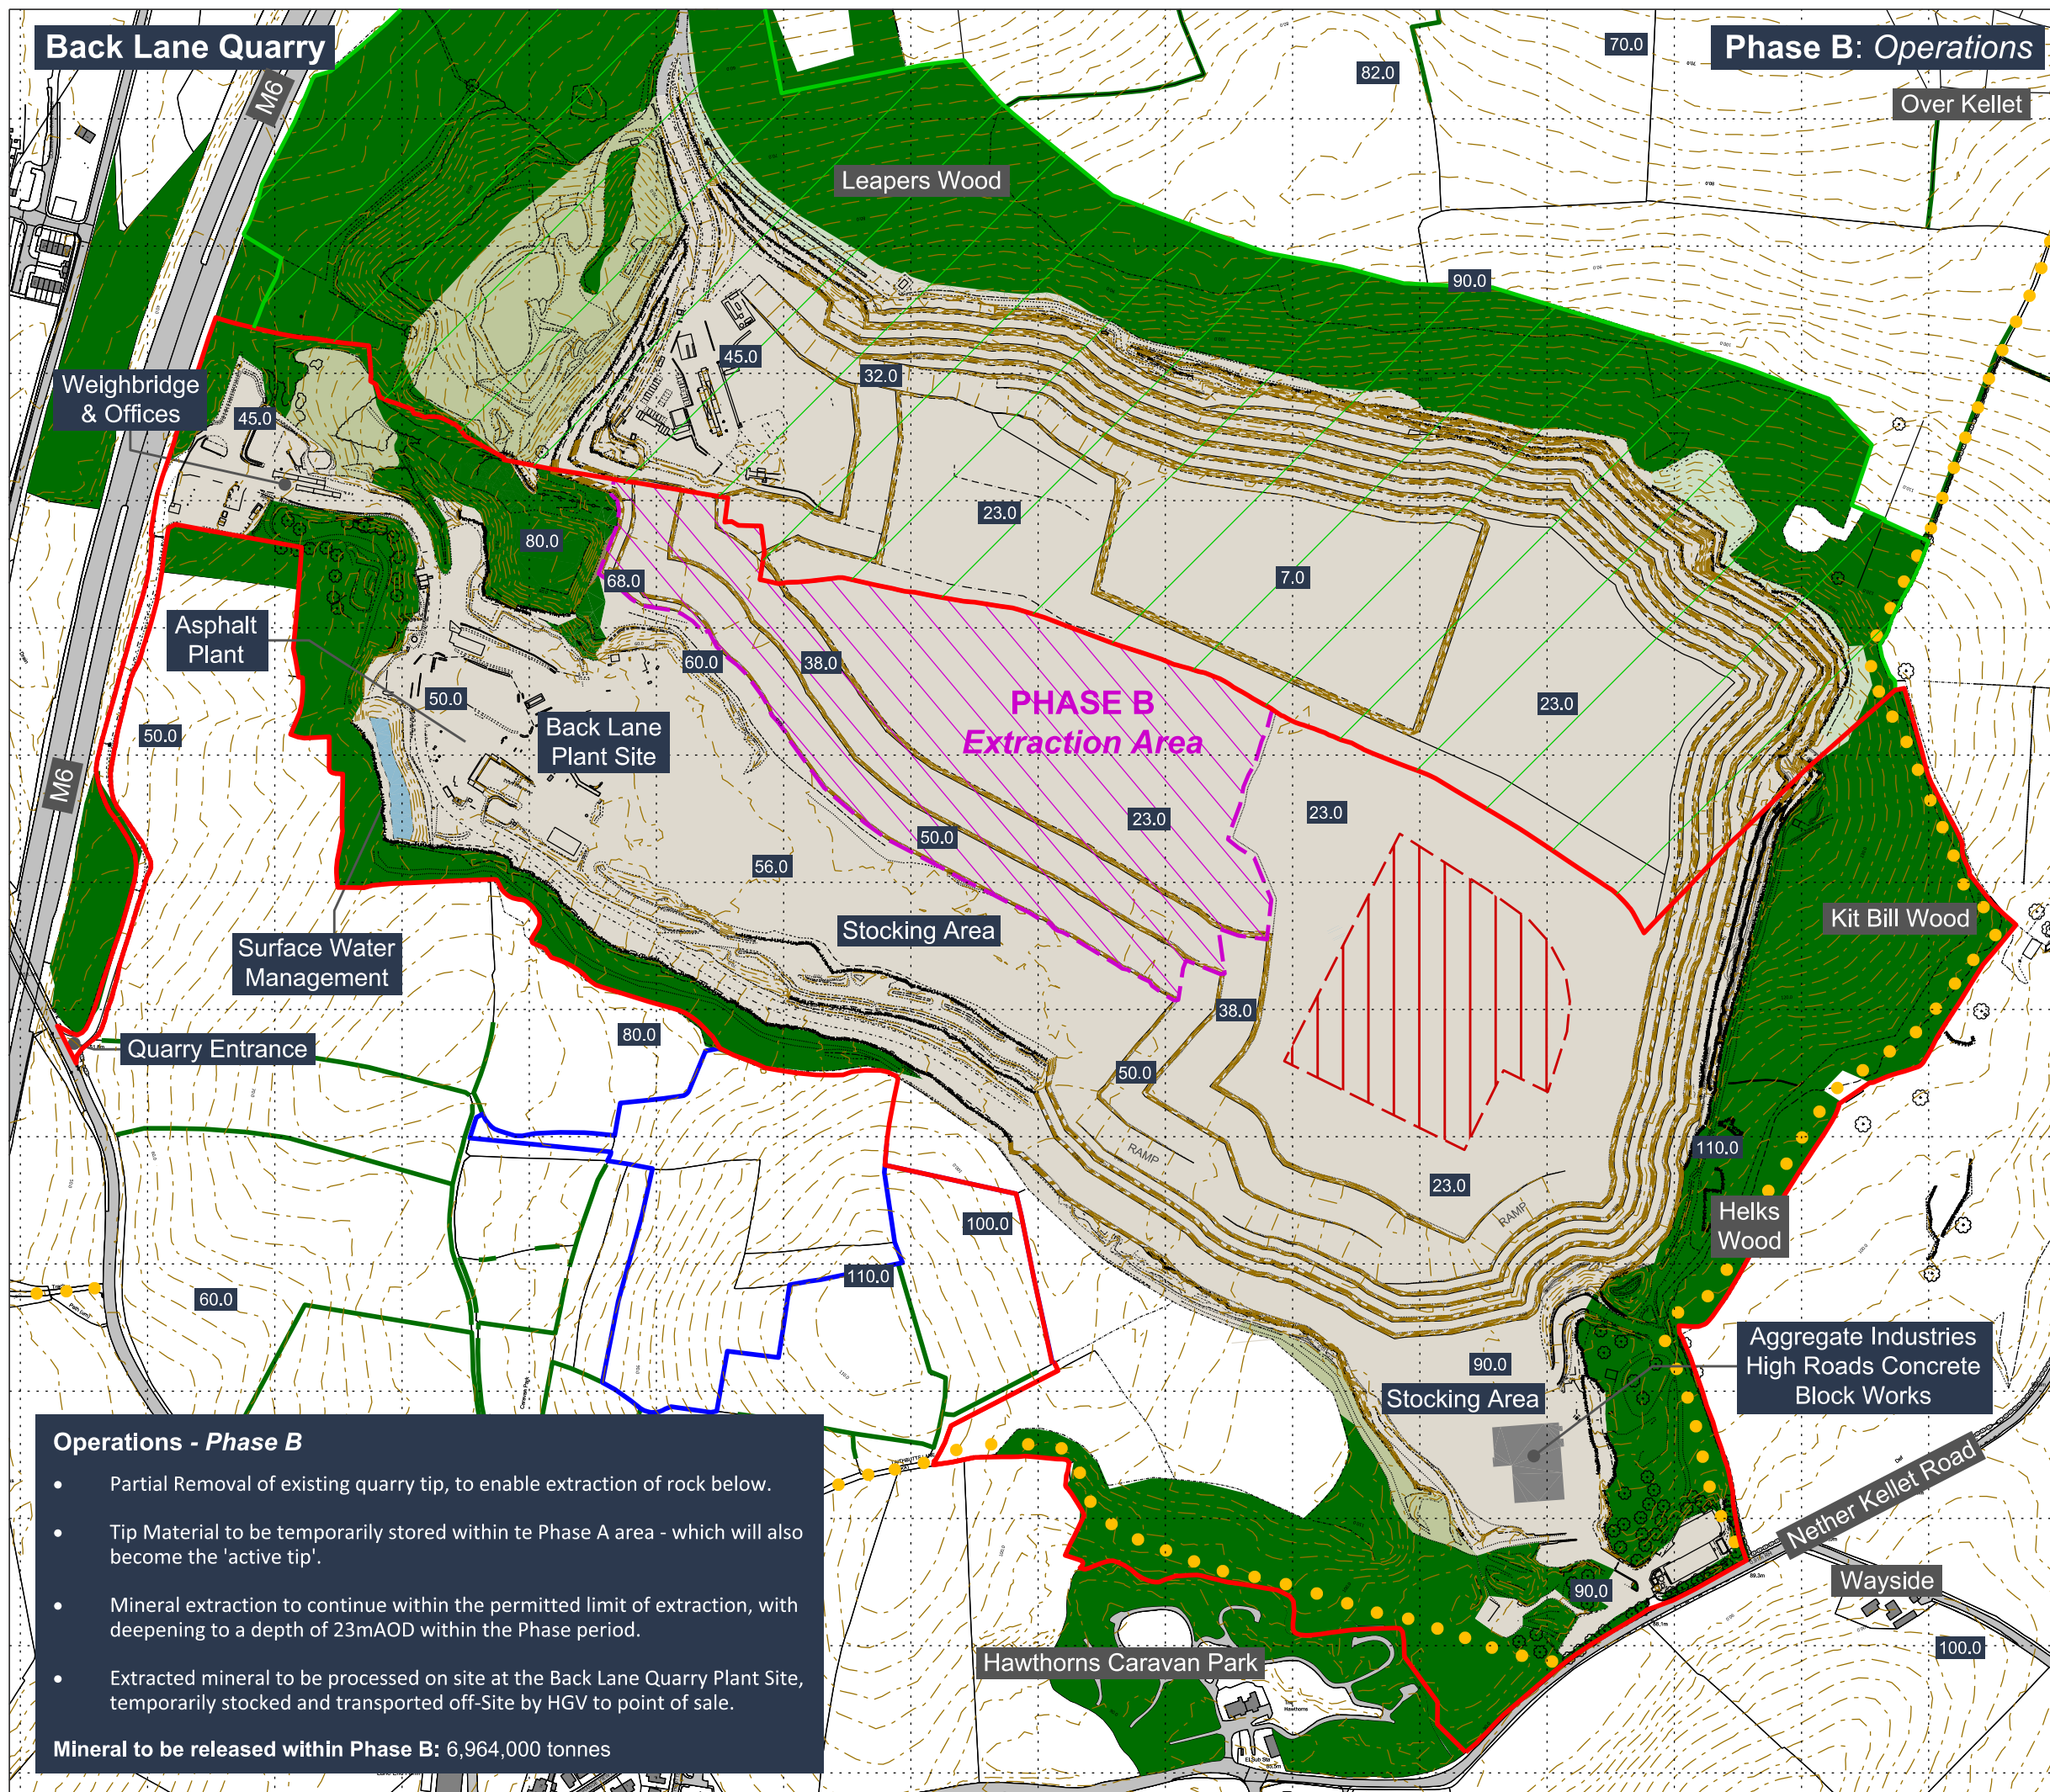 Back Lane Quarry
Phase B: Operations
M6
70.0
82.0
Over Kellet
Leapers Wood
90.0
45.0
32.0
Weighbridge
& Offices
45.0
23.0
80.0
68.0
7.0
Asphalt
Plant
60.0
38.0
50.0
PHASE B
Extraction Area
23.0
50.0
Back Lane
Plant Site
M6
23.0
23.0
50.0
56.0
Stocking Area
Kit Bill Wood
Surface Water
Management
38.0
80.0
Quarry Entrance
50.0
RAMP
110.0
23.0
RAMP
Helks
Wood
100.0
110.0
60.0
Track
Path (um)
Aggregate Industries
High Roads Concrete
Block Works
90.0
Stocking Area
Operations - Phase B
• Partial Removal of existing quarry tip, to enable extraction of rock below.
• Tip Material to be temporarily stored within te Phase A area - which will also
become the 'active tip'.
• Mineral extraction to continue within the permitted limit of extraction, with
deepening to a depth of 23mAOD within the Phase period.
• Extracted mineral to be processed on site at the Back Lane Quarry Plant Site,
temporarily stocked and transported off-Site by HGV to point of sale.
Mineral to be released within Phase B: 6,964,000 tonnes
Nether Kellet Road
Wayside
90.0
100.0
Hawthorns Caravan Park
El Sub Sta